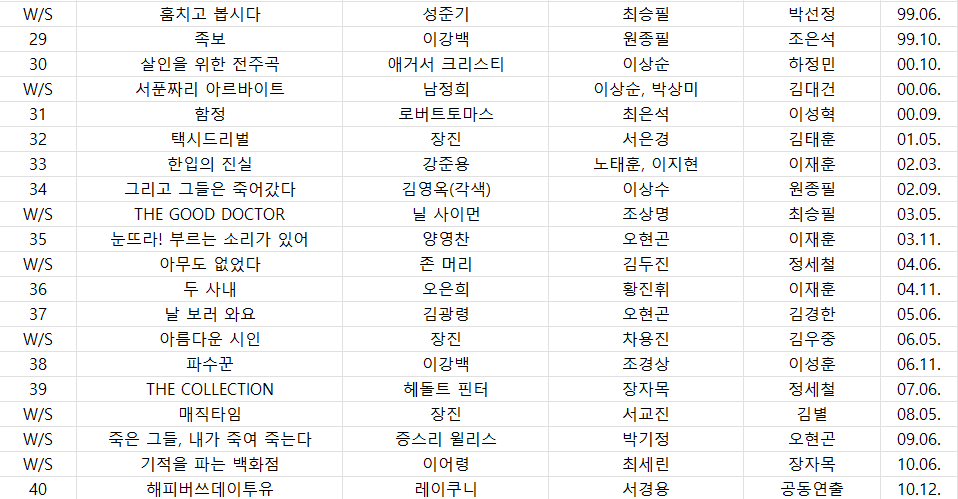 W/S 훔치고 봅시다 성준기 최승필 박선정 99.06.
29 족보 이강백 원종필 조은석 99.10.
30 살인을 위한 전주곡 애거서 크리스티 이상순 하정민 00.10.
W/S 서푼짜리 아르바이트 남정희 이상순, 박상미 김대건 00.06.
31 함정 로버트토마스 최은석 이성혁 00.09.
32 택시드리벌 장진 서은경 김태훈 01.05.
33 한입의 진실 강준용 노태훈, 이지현 이재훈 02.03.
34 그리고 그들은 죽어갔다 김영옥(각색) 이상수 원종필 02.09.
W/S THE GOOD DOCTOR 닐 사이먼 조상명 최승필 03.05.
35 눈뜨라! 부르는 소리가 있어 양영찬 오현곤 이재훈 03.11.
W/S 아무도 없었다 존 머리 김두진 정세철 04.06.
36 두 사내 오은희 황진휘 이재훈 04.11.
37 날 보러 와요 김광령 오현곤 김경한 05.06.
W/S 아름다운 시인 장진 차용진 김우중 06.05.
38 파수꾼 이강백 조경상 이성훈 06.11.
39 THE COLLECTION 헤돌트 핀터 장자목 정세철 07.06.
W/S 매직타임 장진 서교진 김별 08.05.
W/S 죽은 그들, 내가 죽여 죽는다 증스리 윌리스 박기정 오현곤 09.06.
W/S 기적을 파는 백화점 이어령 최세린 장자목 10.06.
40 해피버쓰데이투유 레이쿠니 서경용 공동연출 10.12.